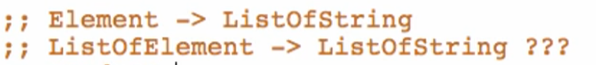 ;; Element -> ListOfString
;; ListOfElement -> ListOfString ???